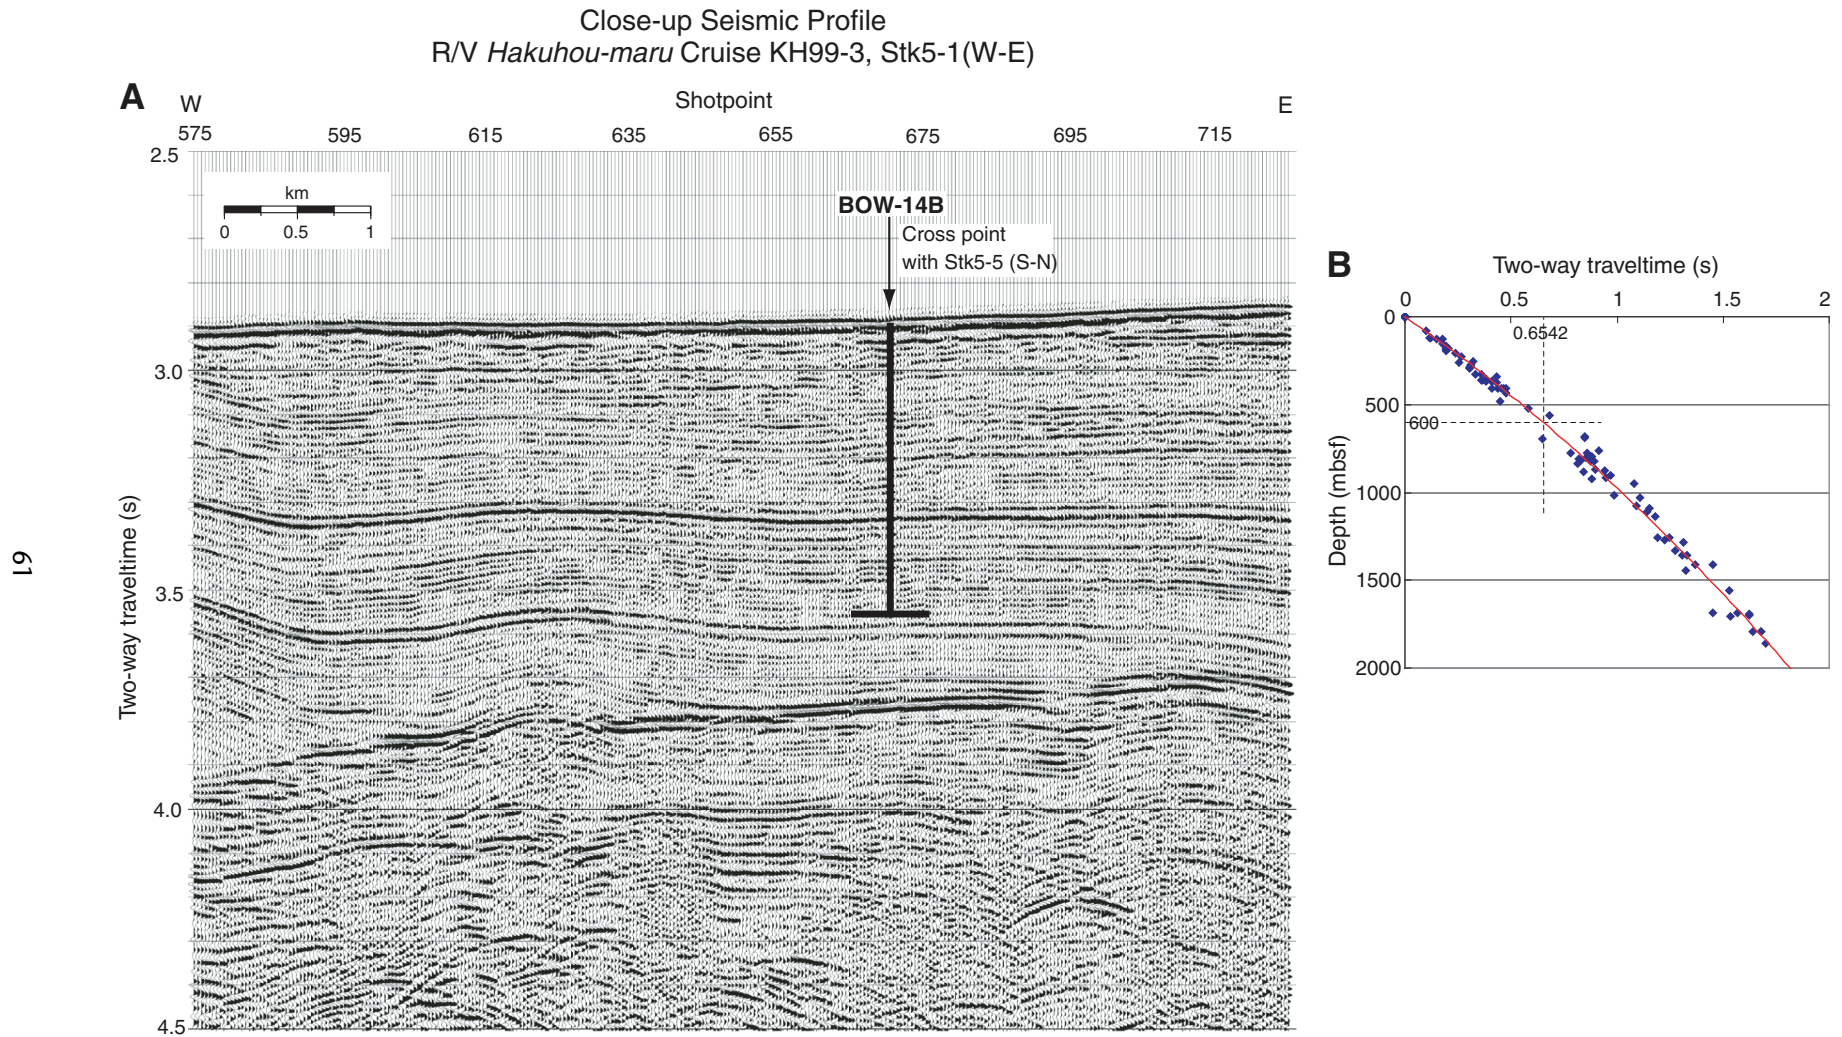 Close-up Seismic Profile
R/V Hakuhou-maru Cruise KH99-3, Stk5-1(W-E)
A
W
Shotpoint
E
575 595 615 635 655 675 695 715
2.5
km
0 0.5 1
BOW-14B
Cross point
with Stk5-5 (S-N)
3.0
3.5
4.0
4.5
Two-way traveltime (s)
B
Two-way traveltime (s)
0 0.5 1 1.5 2
0
0.6542
500
600
1000
1500
2000
Depth (mbsf)
61